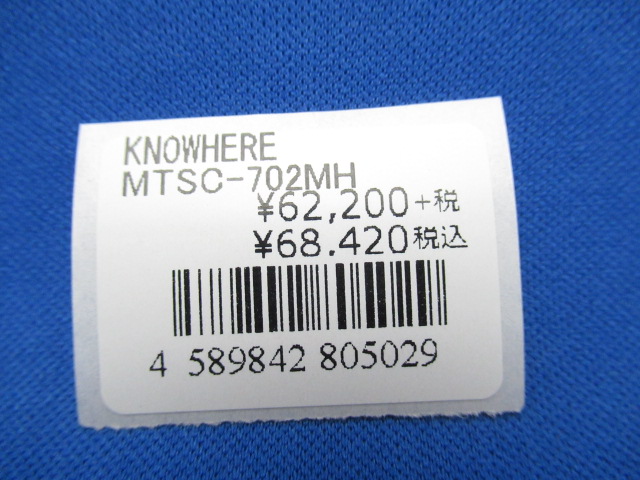 KNOWHERE
MTSC-702MH
¥62,200+税
¥68.420税込
4 589842 805029